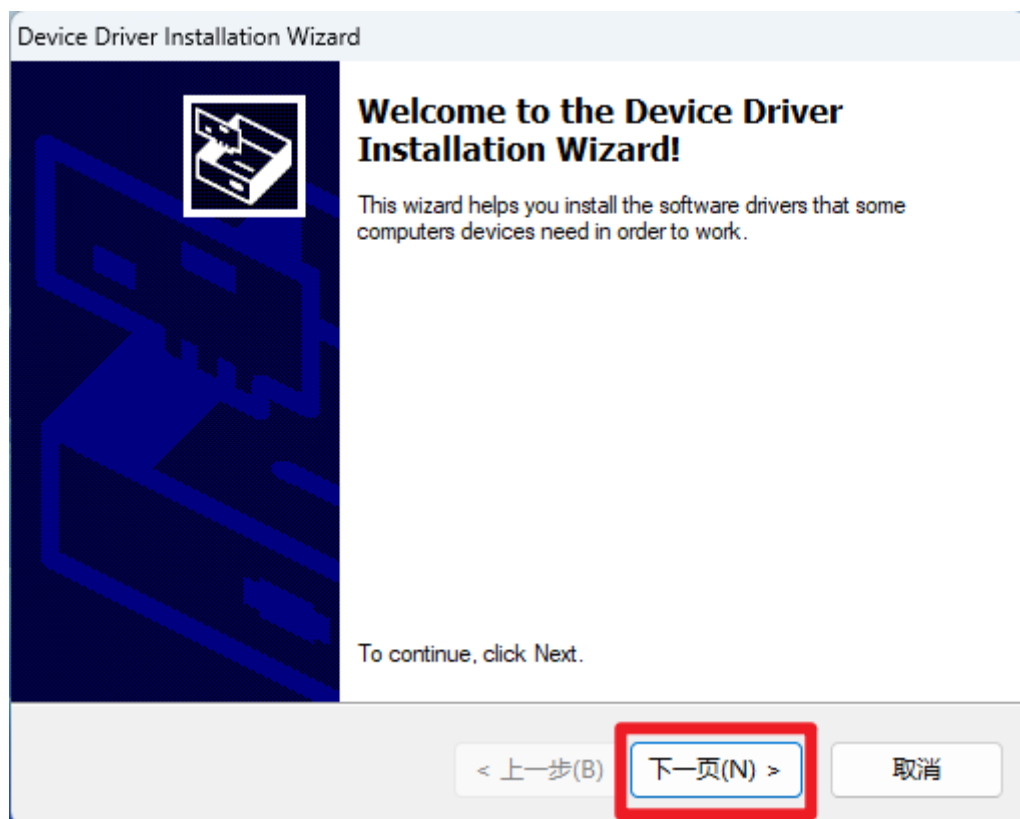 Device Driver Installation Wizard
Welcome to the Device Driver
Installation Wizard!
This wizard helps you install the software drivers that some
computers devices need in order to work.
To continue, click Next.
< 上一步(B)
下一页(N) >
取消